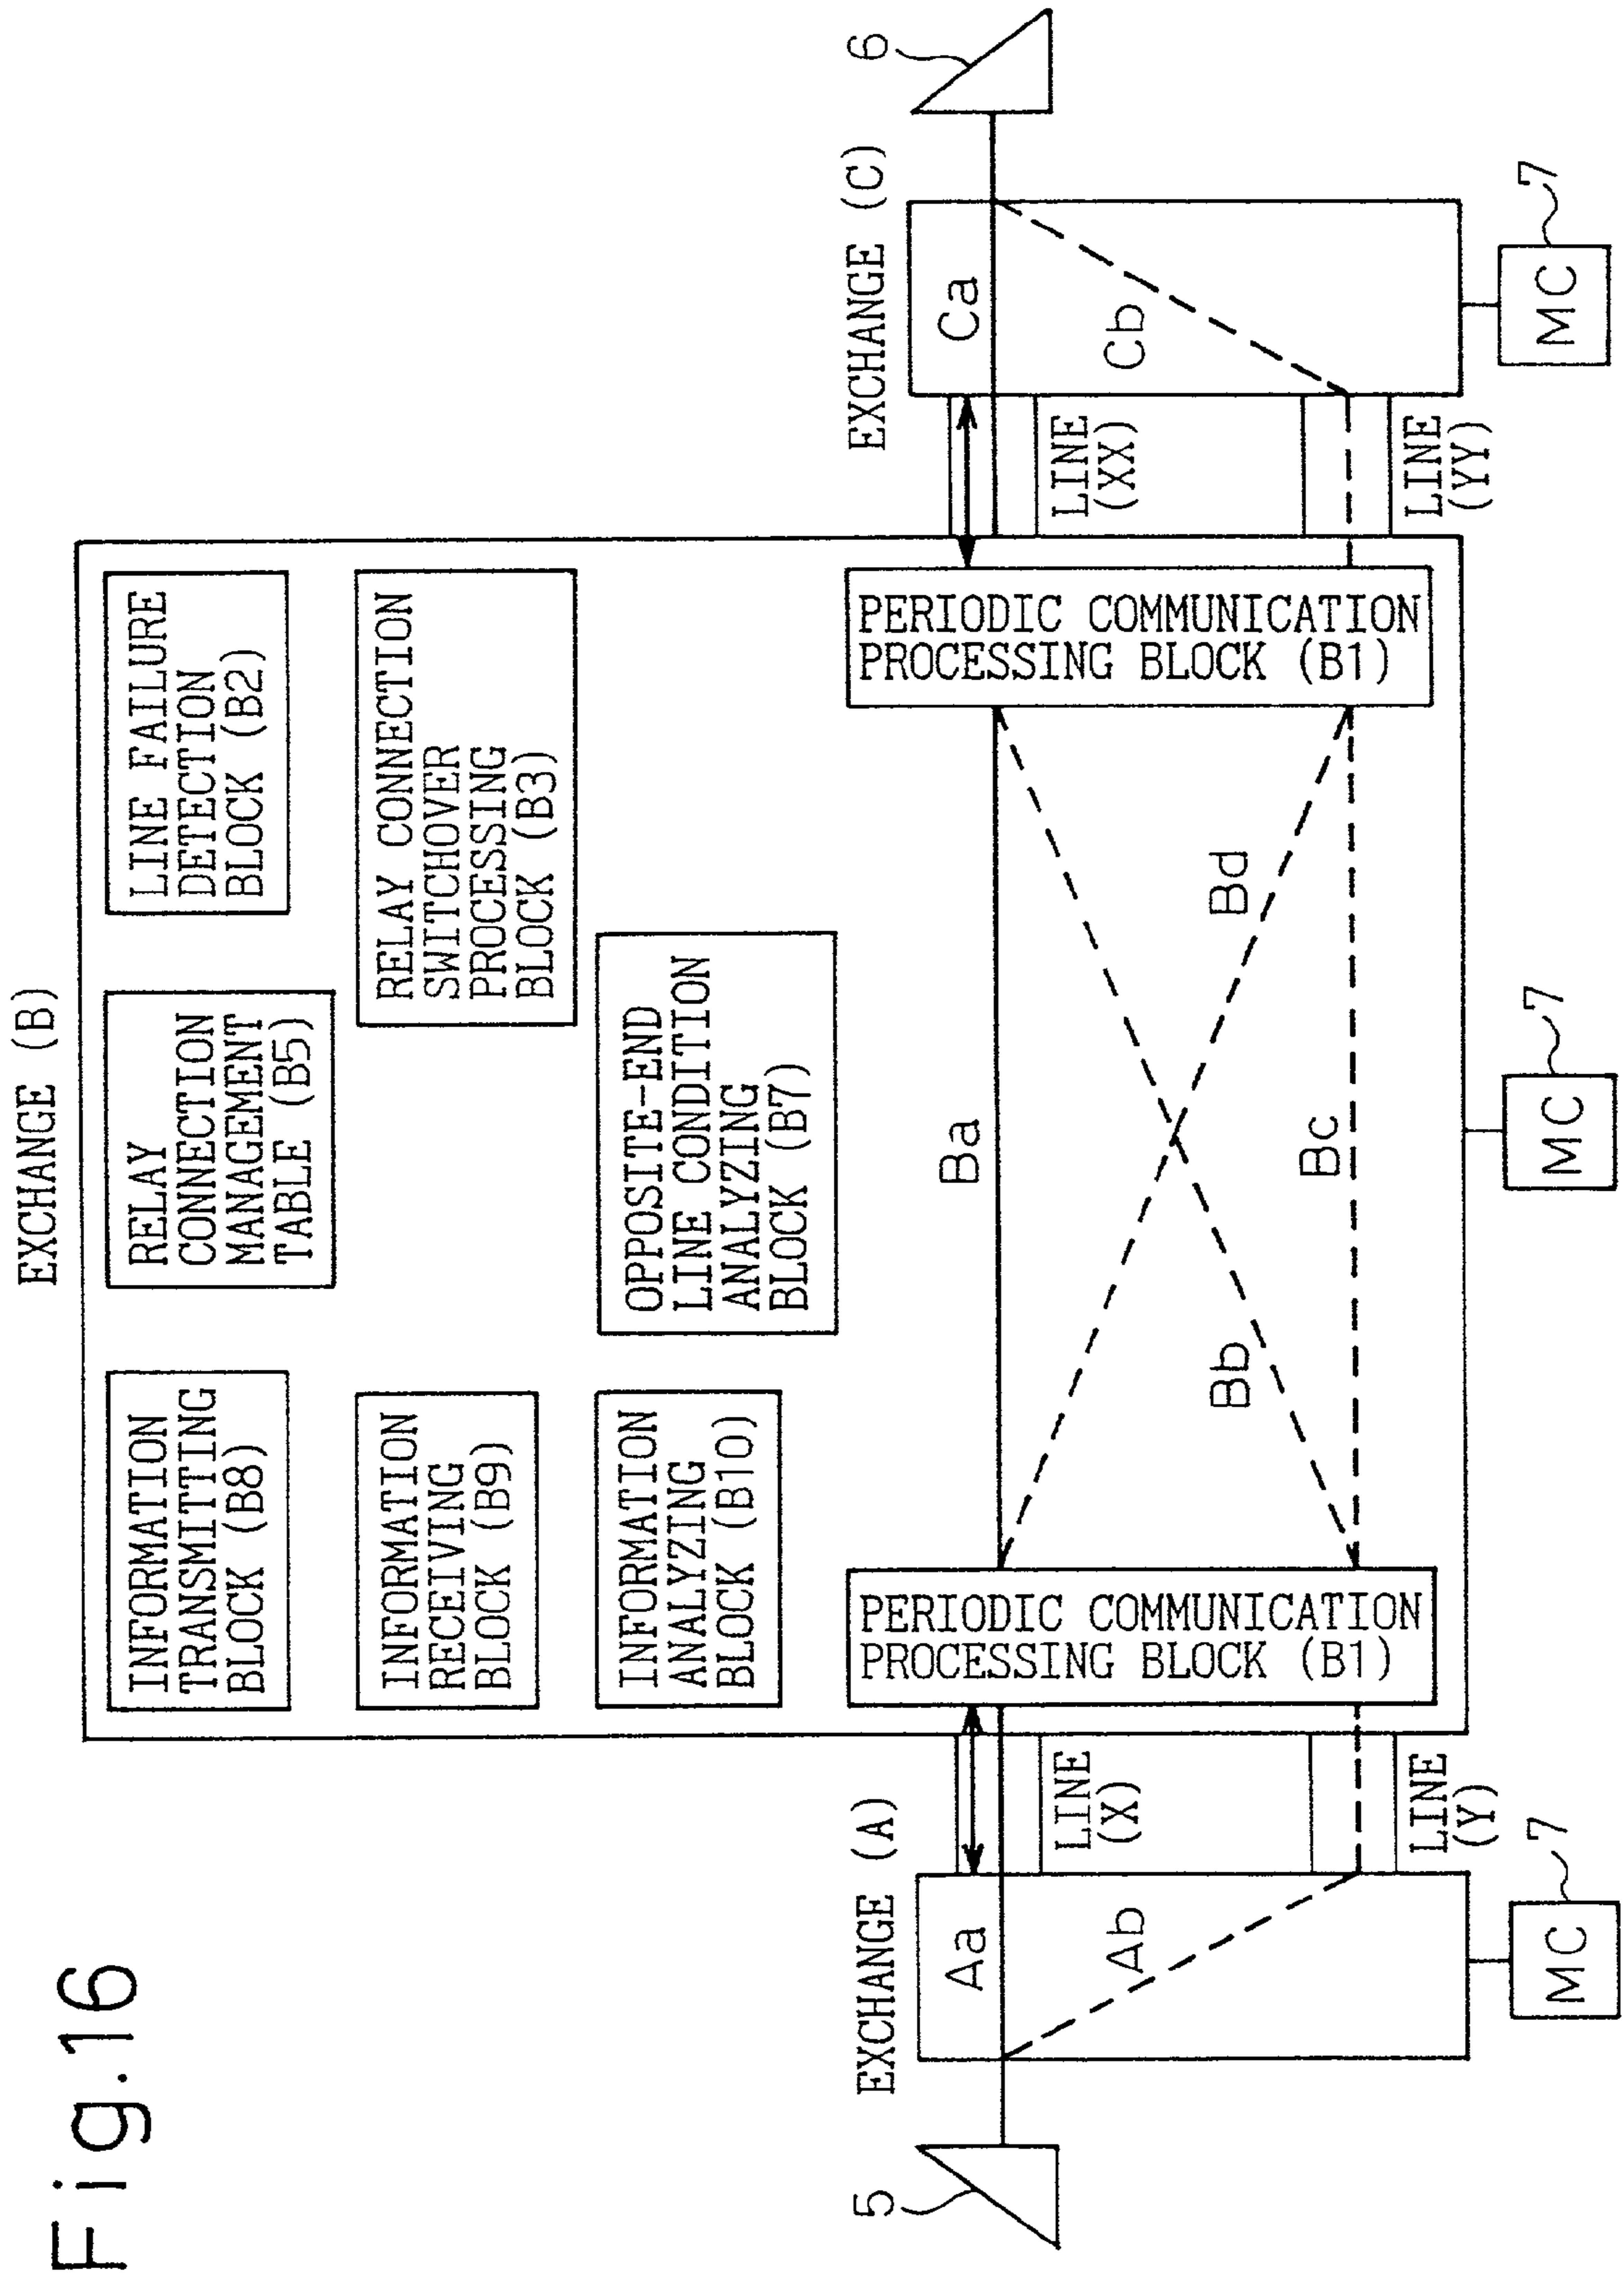 Fig.16
EXCHANGE (B)
INFORMATION
TRANSMITTING
BLOCK (B8)
RELAY
CONNECTION
MANAGEMENT
TABLE (B5)
LINE FAILURE
DETECTION
BLOCK (B2)
INFORMATION
RECEIVING
BLOCK (B9)
RELAY CONNECTION
SWITCHOVER
PROCESSING
BLOCK (B3)
INFORMATION
ANALYZING
BLOCK (B10)
OPPOSITE-END
LINE CONDITION
ANALYZING
BLOCK (B7)
5
EXCHANGE (A)
Aa
Ab
LINE
(X)
LINE
(Y)
MC
7
PERIODIC COMMUNICATION
PROCESSING BLOCK (B1)
Ba
Bb
Bd
Bc
MC
7
PERIODIC COMMUNICATION
PROCESSING BLOCK (B1)
LINE
(XX)
LINE
(YY)
EXCHANGE (C)
Ca
Cb
MC
7
6